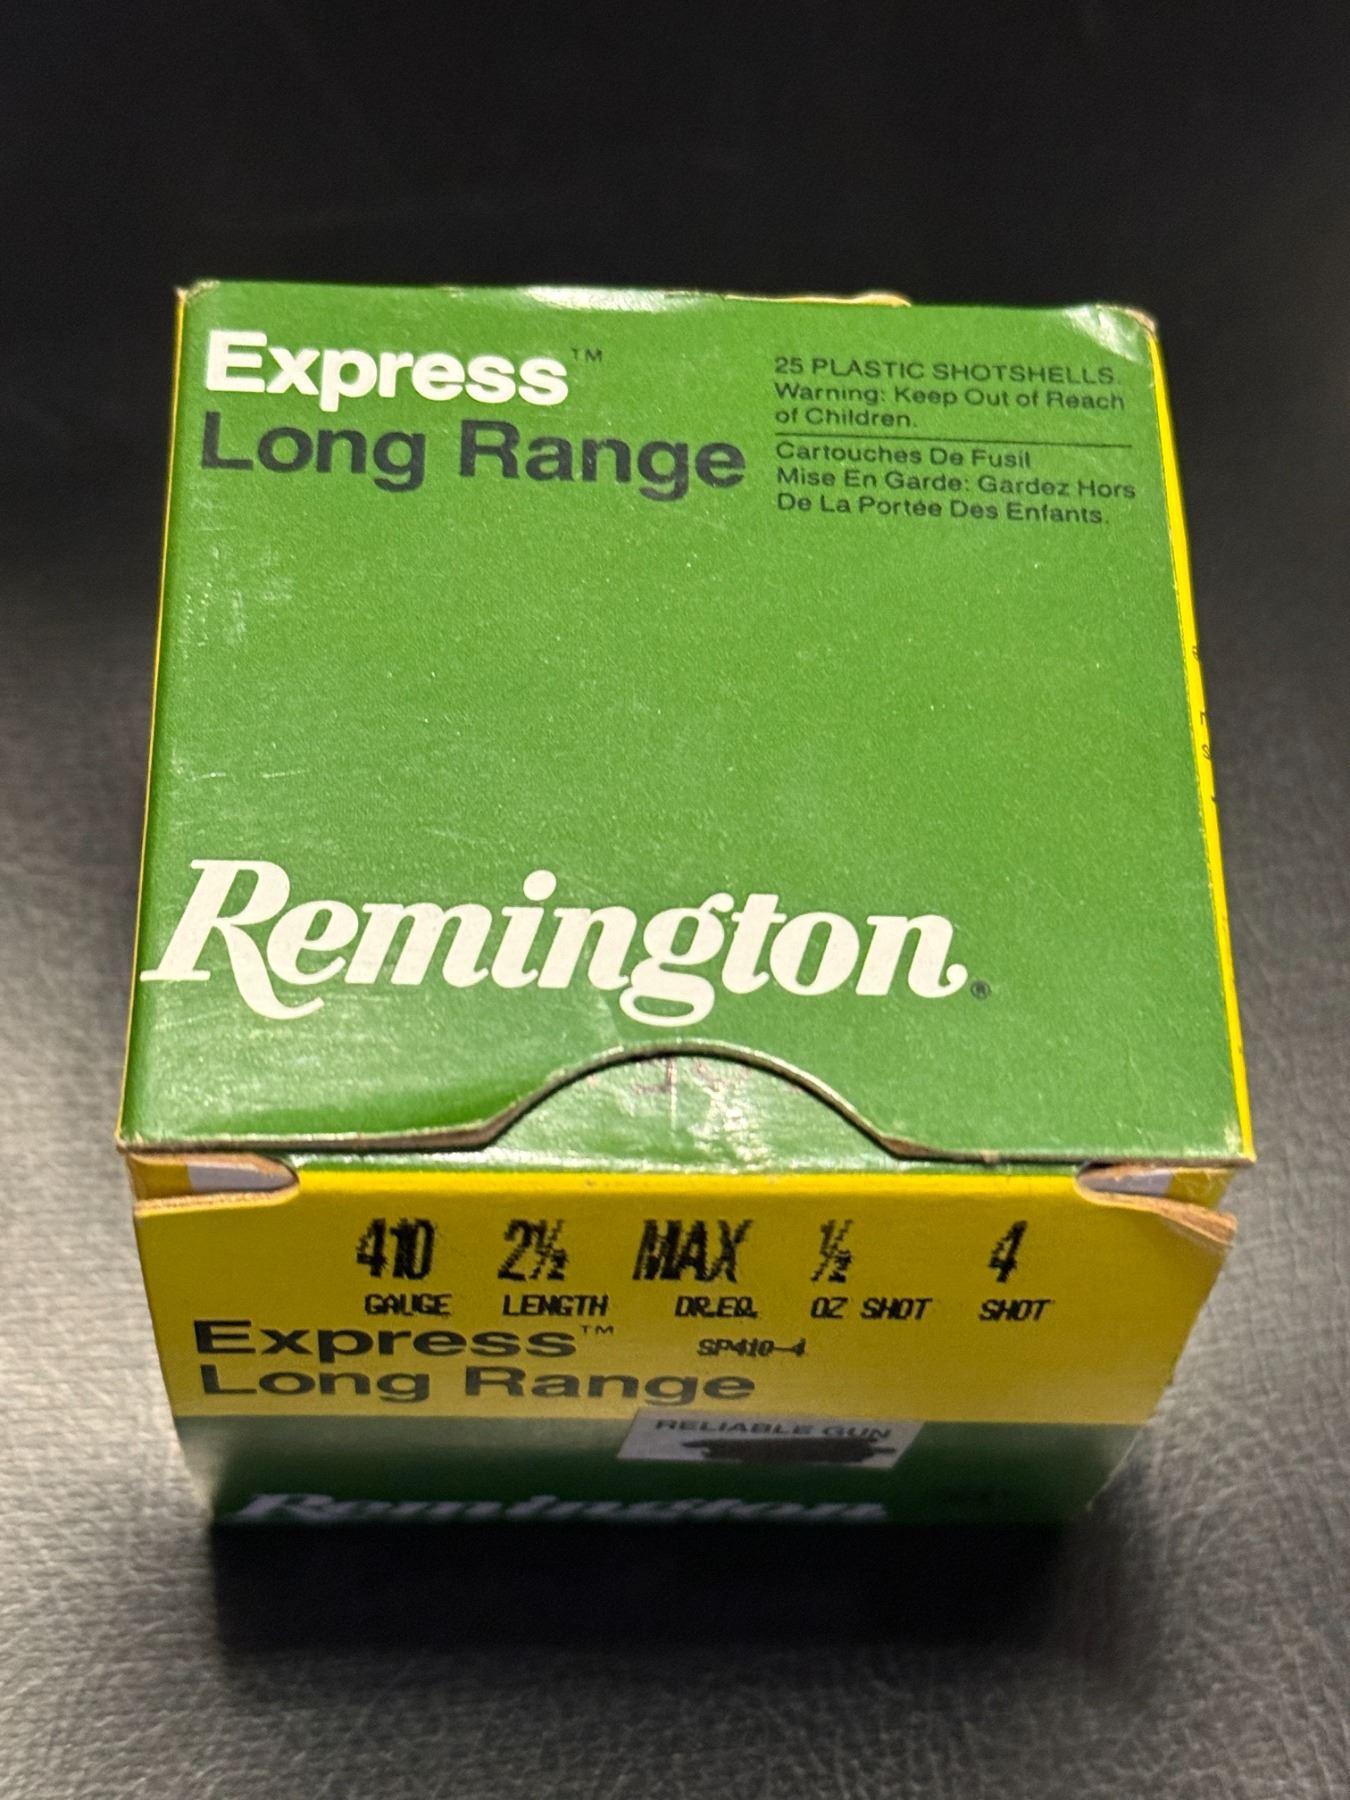 Express™
Long Range
25 PLASTIC SHOTSHELLS.
Warning: Keep Out of Reach
of Children.
Cartouches De Fusil
Mise En Garde: Gardez Hors
De La Portée Des Enfants.
Remington®
410 2½ MAX ½ 4
GAUGE LENGTH DR.EQ. OZ SHOT SHOT
Express™ SP410-4
Long Range
RELIABLE GUN
Remington